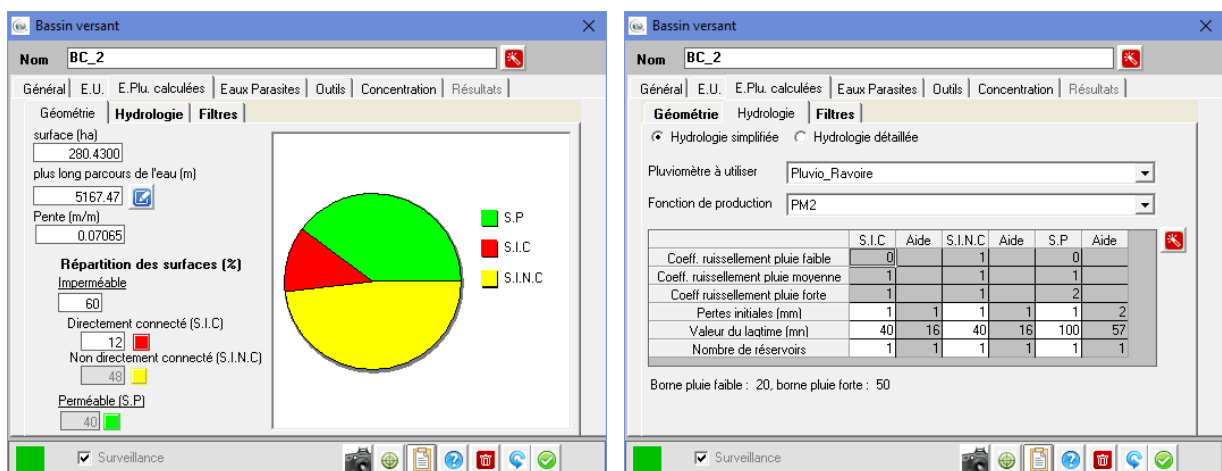 Bassin versant
Nom BC_2
Général E.U. E.Plu. calculées Eaux Parasites Outils Concentration Résultats
Géométrie Hydrologie Filtres
surface (ha)
280.4300
plus long parcours de l'eau (m)
5167.47
Pente (m/m)
0.07065
Répartition des surfaces (%)
Imperméable
60
Directement connecté (S.I.C)
12
Non directement connecté (S.I.N.C)
48
Perméable (S.P)
40
S.P
S.I.C
S.I.N.C
Surveillance
Bassin versant
Nom BC_2
Général E.U. E.Plu. calculées Eaux Parasites Outils Concentration Résultats
Géométrie Hydrologie Filtres
Hydrologie simplifiée Hydrologie détaillée
Pluviomètre à utiliser Pluvio_Ravoire
Fonction de production PM2
S.I.C Aide S.I.N.C Aide S.P Aide
Coeff. ruissellement pluie faible 0 1 0
Coeff. ruissellement pluie moyenne 1 1 1
Coeff ruissellement pluie forte 1 1 2
Pertes initiales (mm) 1 1 1 1 1 2
Valeur du lagtime (mn) 40 16 40 16 100 57
Nombre de réservoirs 1 1 1 1 1 1
Borne pluie faible : 20, borne pluie forte : 50
Surveillance